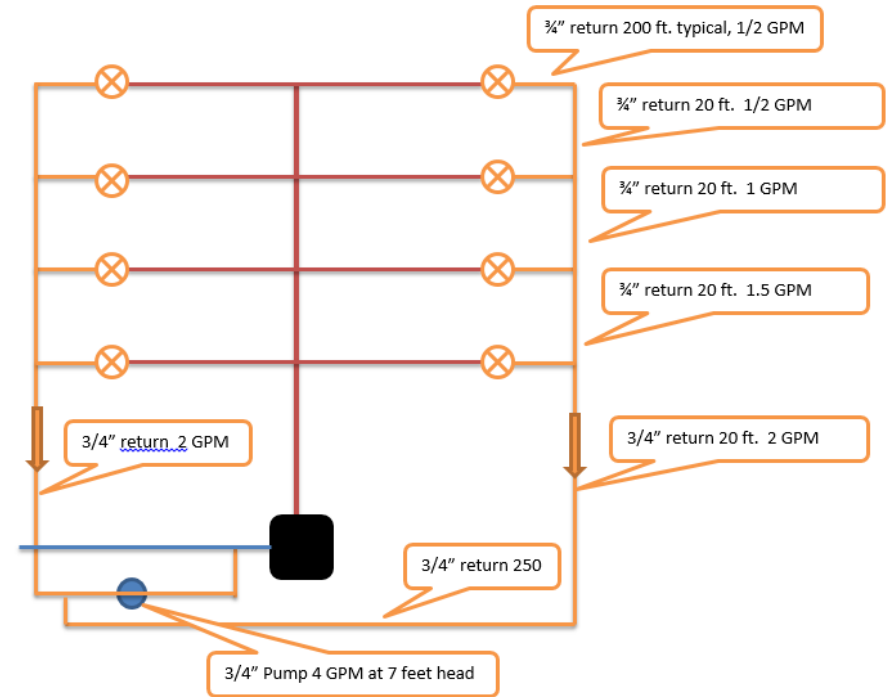 ¾” return 200 ft. typical, 1/2 GPM
¾” return 20 ft.  1/2 GPM
¾” return 20 ft.  1 GPM
¾” return 20 ft.  1.5 GPM
3/4” return  2 GPM
3/4” return 20 ft.  2 GPM
3/4” return 250
3/4” Pump 4 GPM at 7 feet head